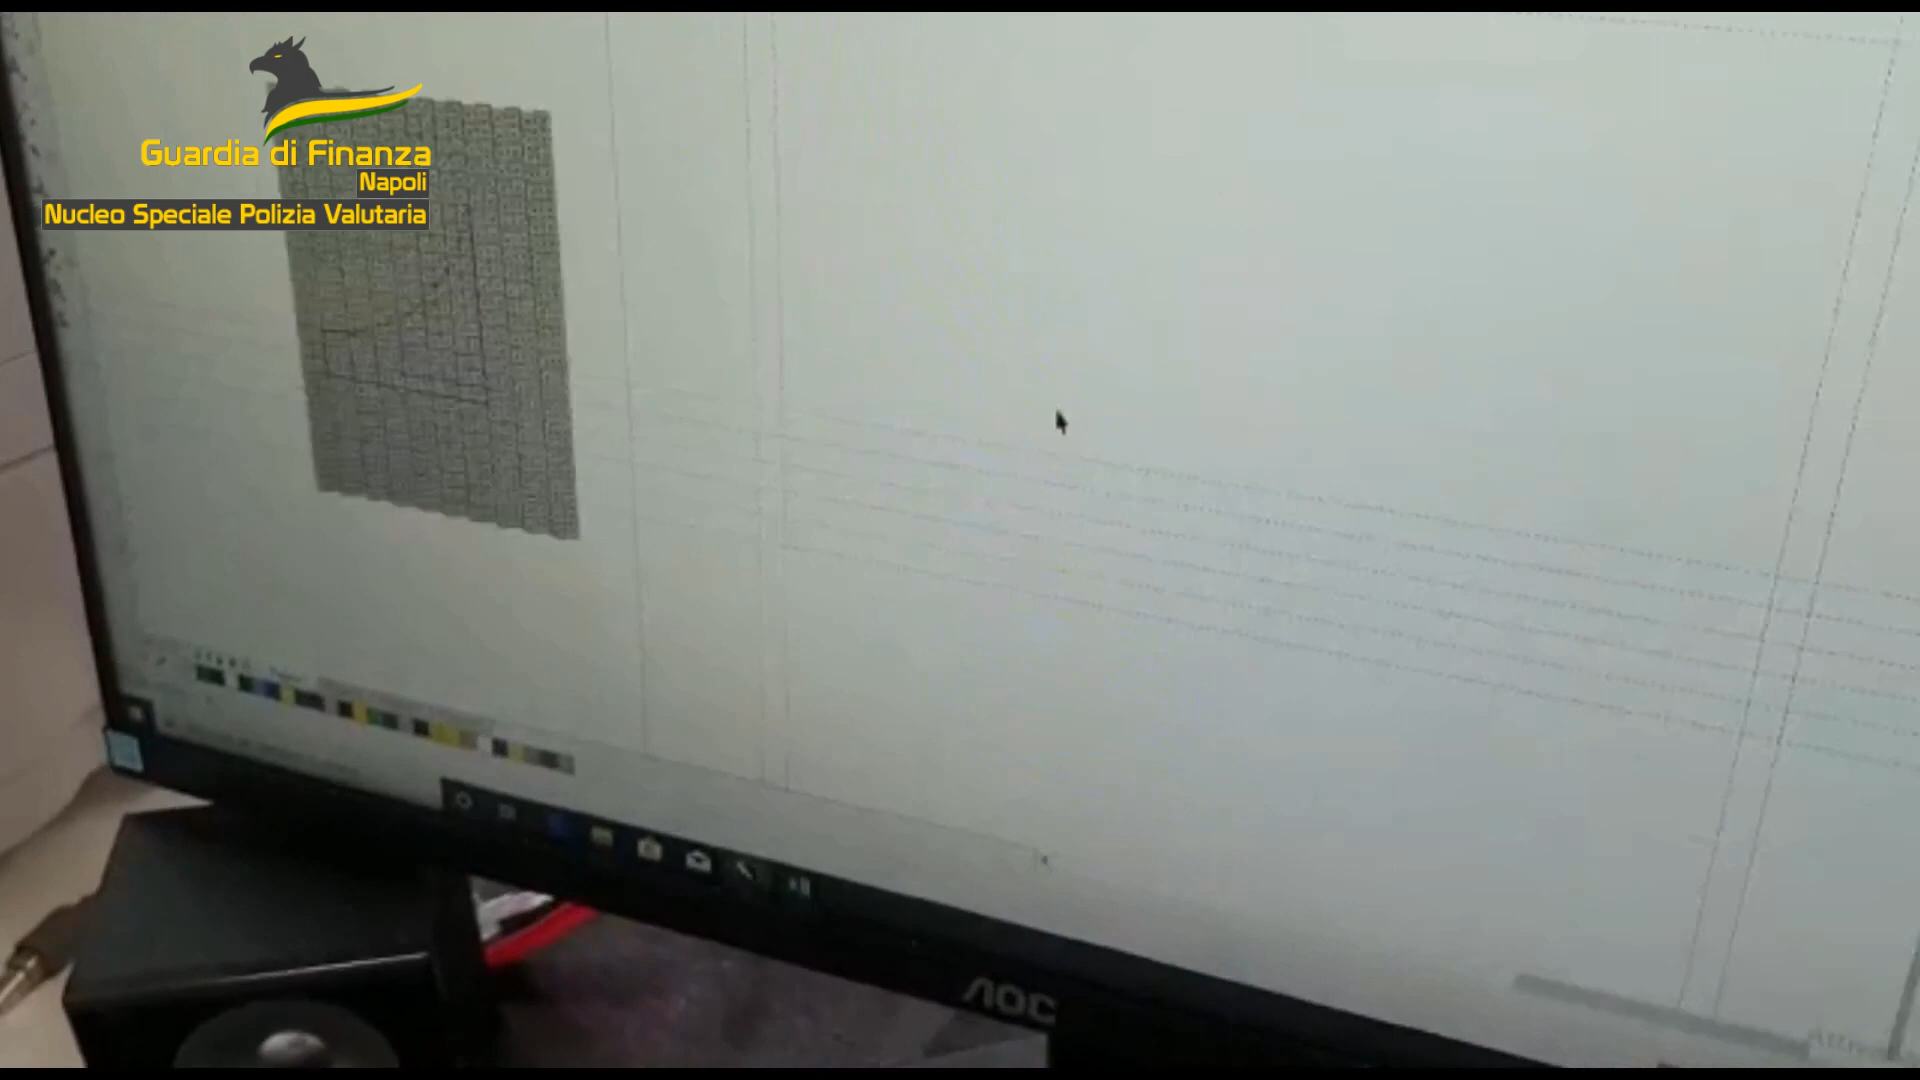 Guardia di Finanza
Napoli
Nucleo Speciale Polizia Valutaria
AOC